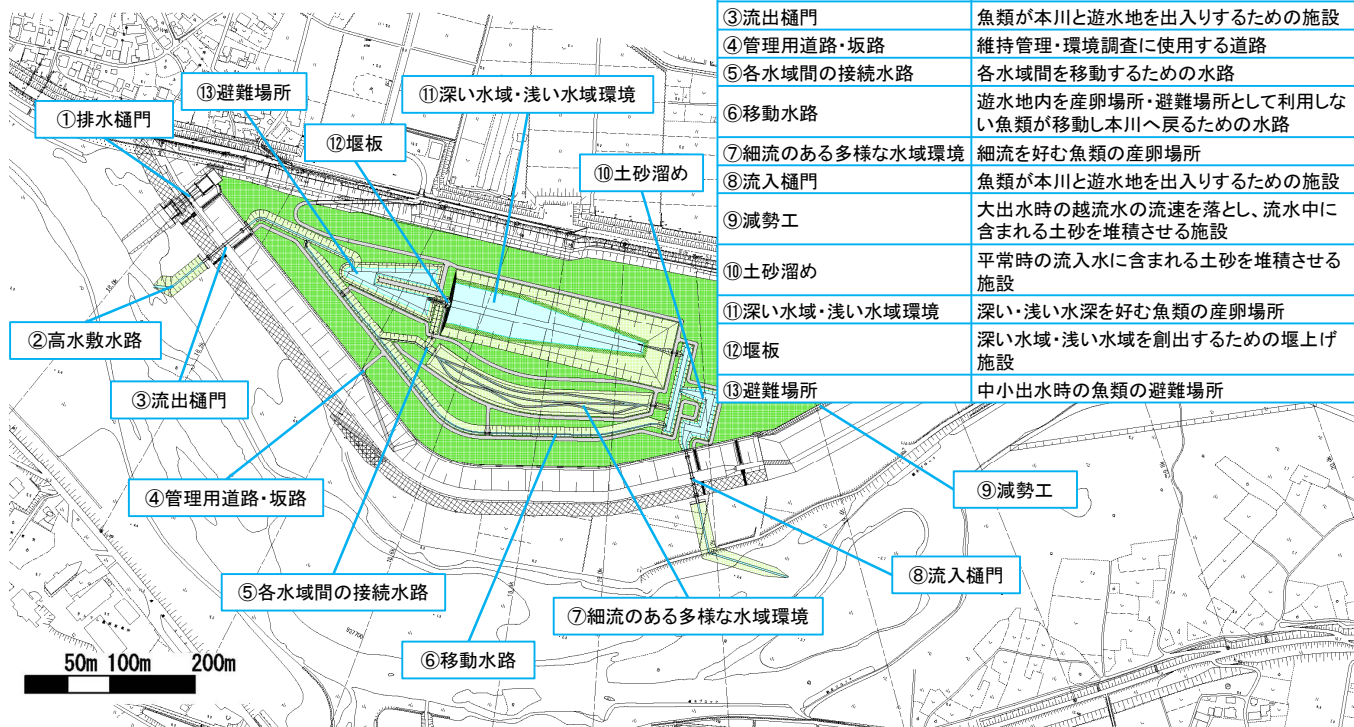 ③流出樋門 魚類が本川と遊水地を出入りするための施設
④管理用道路・坂路 維持管理・環境調査に使用する道路
⑤各水域間の接続水路 各水域間を移動するための水路
⑥移動水路 遊水地内を産卵場所・避難場所として利用しな
い魚類が移動し本川へ戻るための水路
⑦細流のある多様な水域環境 細流を好む魚類の産卵場所
⑧流入樋門 魚類が本川と遊水地を出入りするための施設
⑨減勢工 大出水時の越流水の流速を落とし、流水中に
含まれる土砂を堆積させる施設
⑩土砂溜め 平常時の流入水に含まれる土砂を堆積させる
施設
⑪深い水域・浅い水域環境 深い・浅い水深を好む魚類の産卵場所
⑫堰板 深い水域・浅い水域を創出するための堰上げ
施設
⑬避難場所 中小出水時の魚類の避難場所
⑬避難場所
⑪深い水域・浅い水域環境
①排水樋門
⑫堰板
⑩土砂溜め
②高水敷水路
③流出樋門
④管理用道路・坂路
⑨減勢工
⑤各水域間の接続水路
⑧流入樋門
⑦細流のある多様な水域環境
⑥移動水路
50m 100m 200m